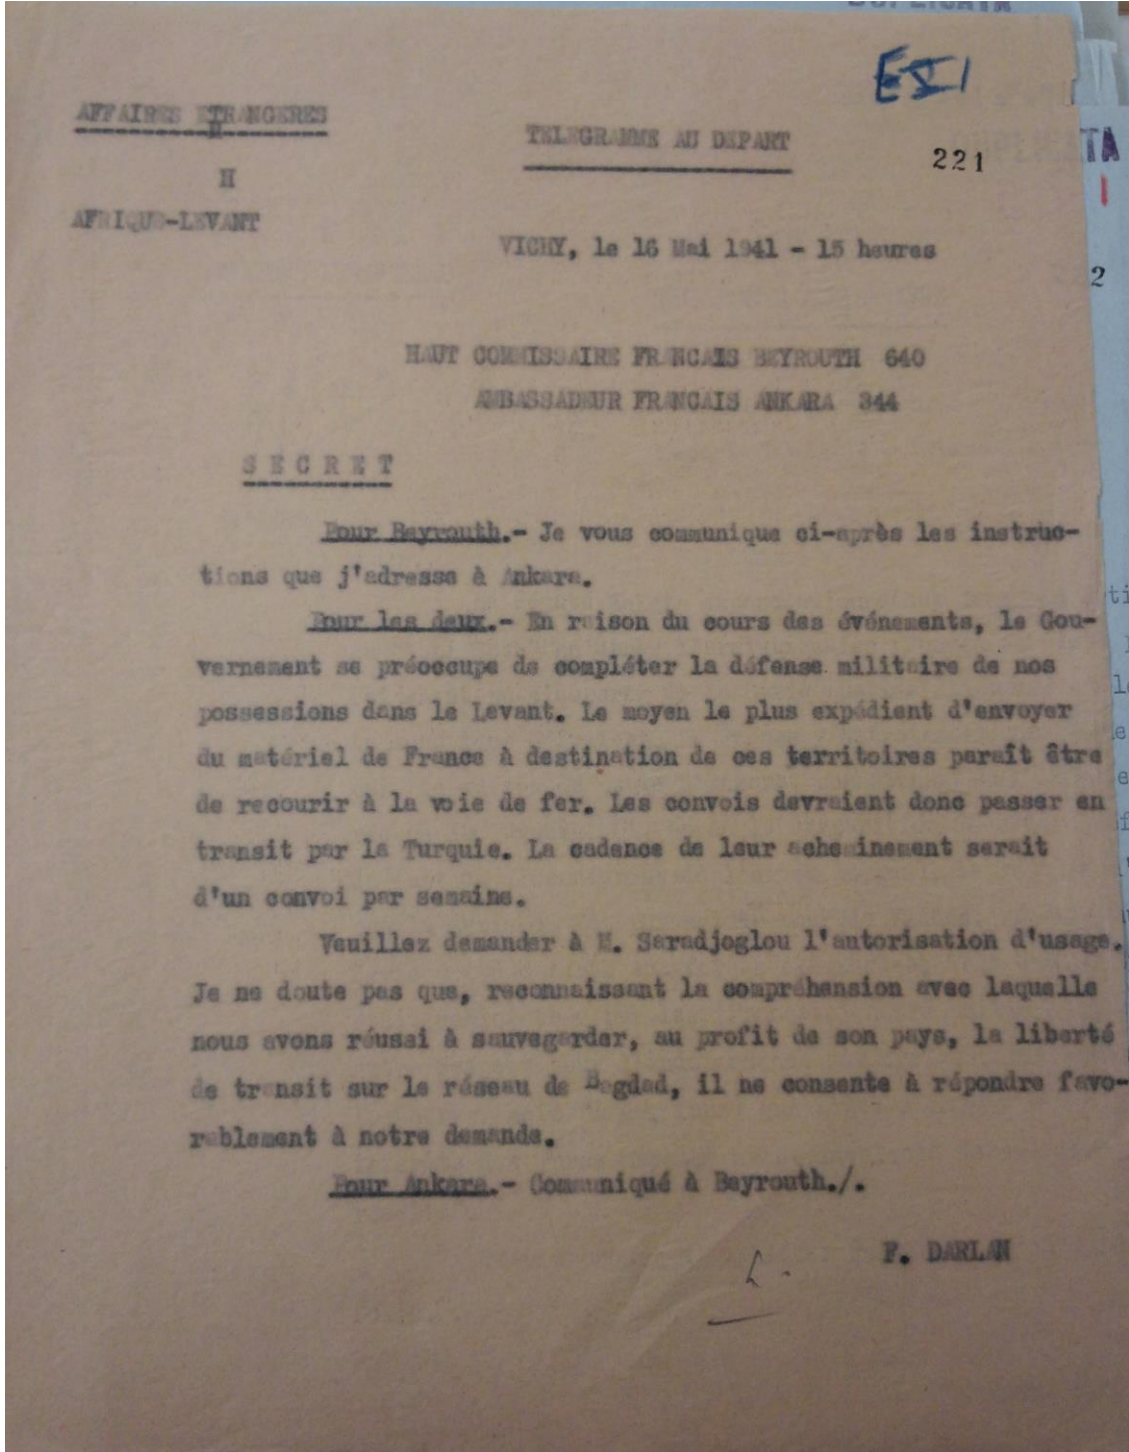 DUPLICATA
EXI
AFFAIRES ETRANGERES
TELEGRAMME AU DEPART
221
AFRIQUE-LEVANT
VICHY, le 16 Mai 1941 - 15 heures
2
HAUT COMMISSAIRE FRANCAIS BEYROUTH 640
AMBASSADEUR FRANCAIS ANKARA 344
S E C R E T
Pour Beyrouth.- Je vous communique ci-après les instruc-
tions que j'adresse à Ankara.
Pour les deux.- En raison du cours des événements, le Gou-
vernement se préoccupe de compléter la défense militaire de nos
possessions dans le Levant. Le moyen le plus expédient d'envoyer
du matériel de France à destination de ces territoires paraît être
de recourir à la voie de fer. Les convois devraient donc passer en
transit par la Turquie. La cadence de leur acheminement serait
d'un convoi par semaine.
Veuillez demander à M. Saradjoglou l'autorisation d'usage.
Je ne doute pas que, reconnaissant la compréhension avec laquelle
nous avons réussi à sauvegarder, au profit de son pays, la liberté
de transit sur le réseau de Bagdad, il ne consente à répondre favo-
rablement à notre demande.
Pour Ankara.- Communiqué à Beyrouth./.
F. DARLAN